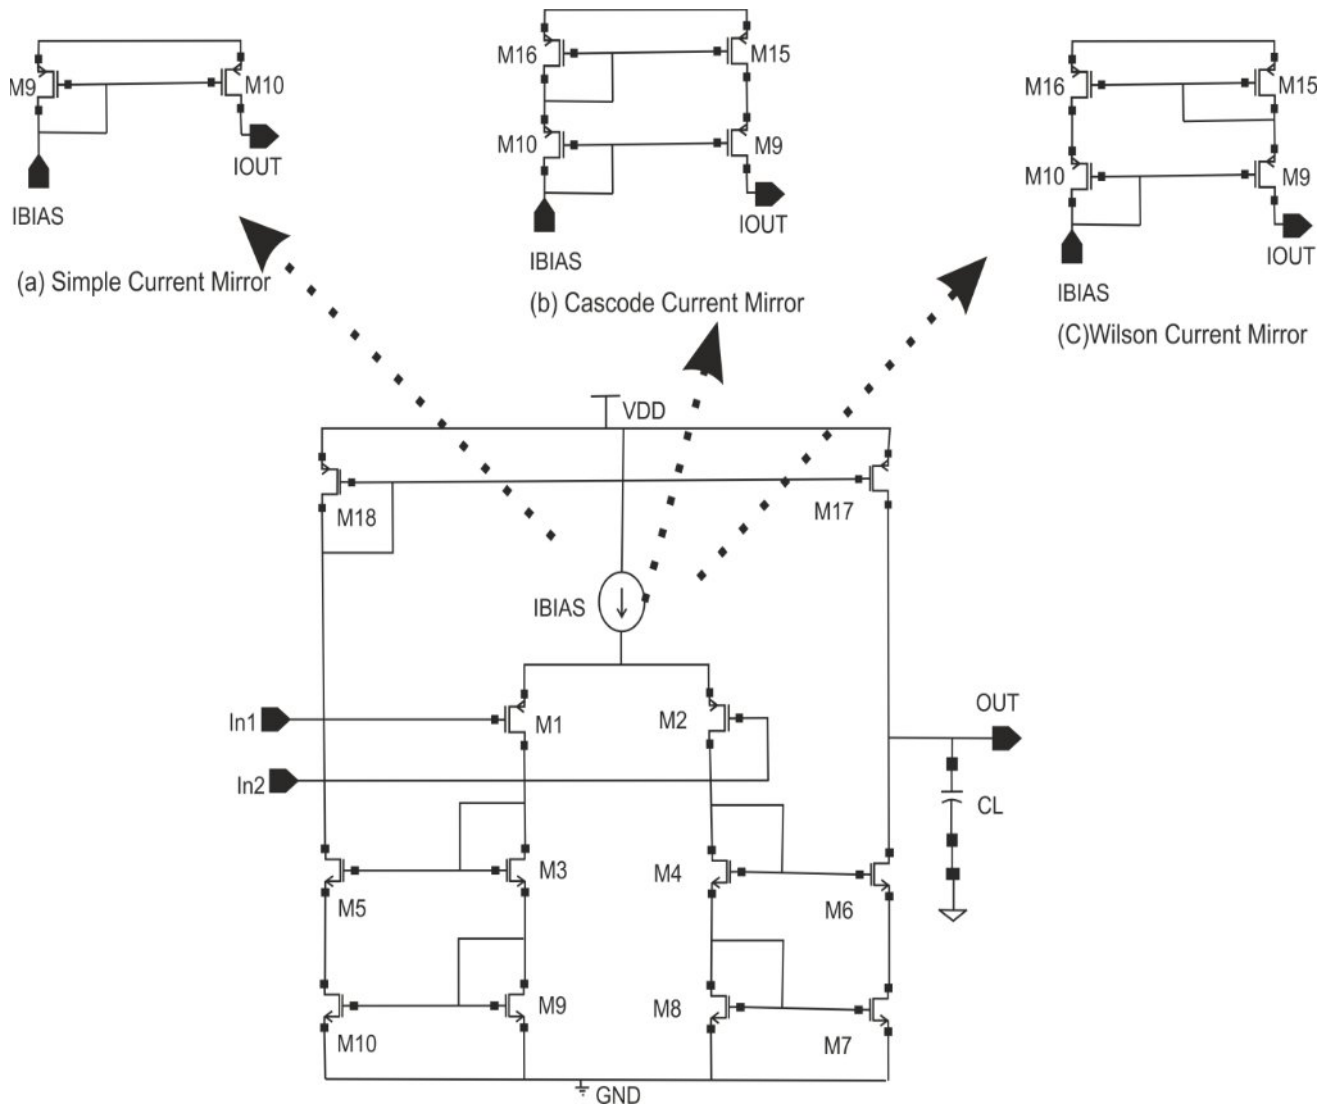 M9
M10
IOUT
IBIAS
(a) Simple Current Mirror
M16
M15
M10
M9
IOUT
IBIAS
(b) Cascode Current Mirror
M16
M15
M10
M9
IOUT
IBIAS
(C)Wilson Current Mirror
VDD
M18
M17
IBIAS
In1
M1
M2
OUT
In2
CL
M3
M4
M5
M6
M9
M8
M10
M7
GND